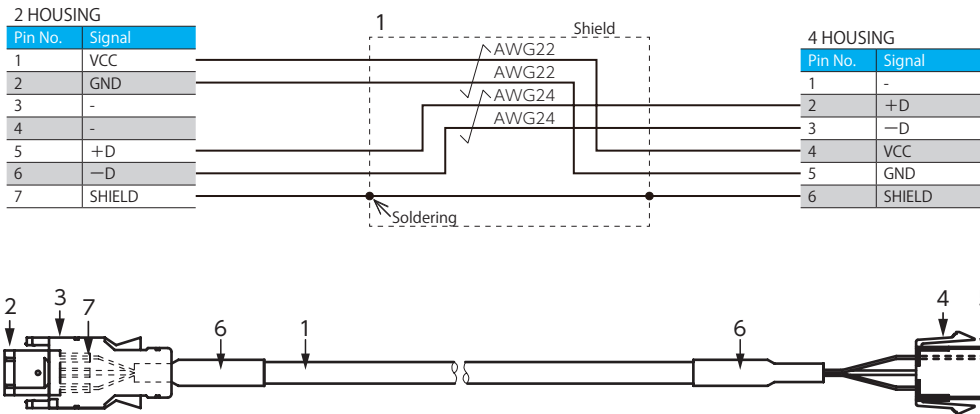 2 HOUSING
Pin No. Signal
1 VCC
2 GND
3 -
4 -
5 +D
6 −D
7 SHIELD
1
Shield
AWG22
AWG22
AWG24
AWG24
Soldering
4 HOUSING
Pin No. Signal
1 -
2 +D
3 −D
4 VCC
5 GND
6 SHIELD
2 3 7 6 1 6 4